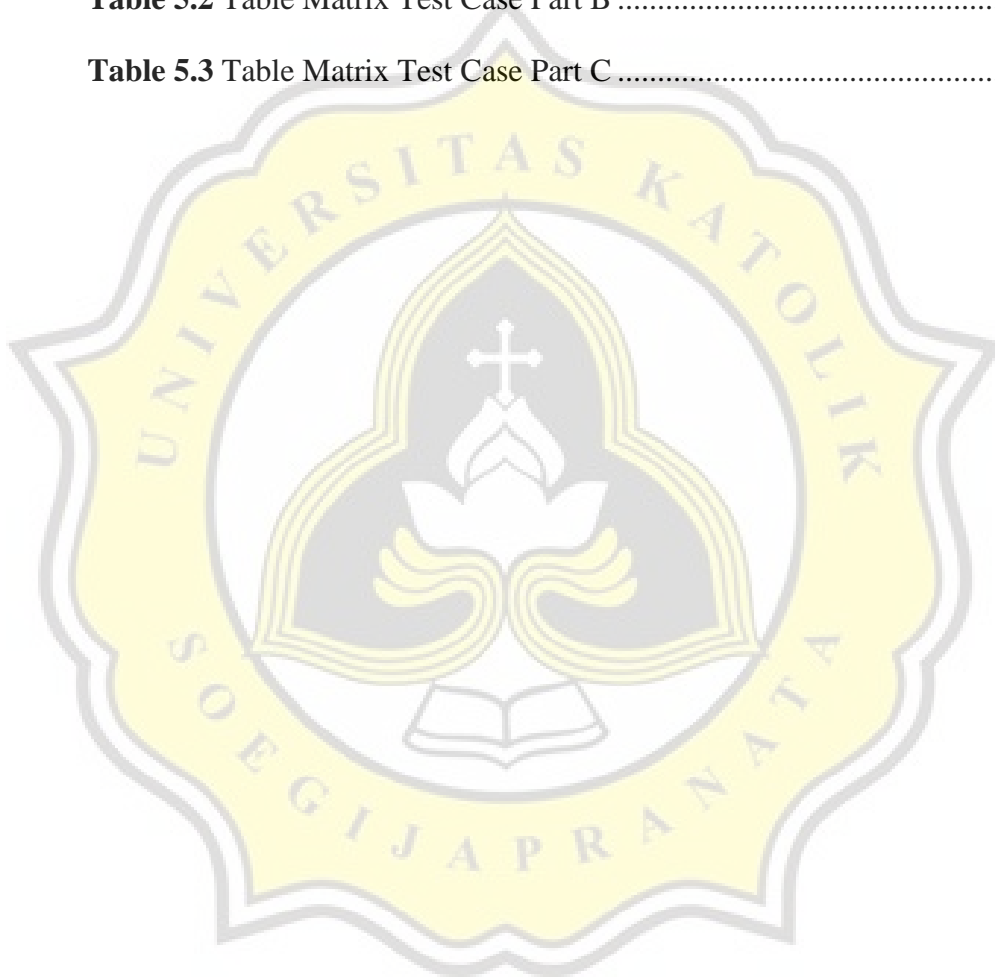 Table 5.2 Table Matrix Test Case Part B ................................................
Table 5.3 Table Matrix Test Case Part C ................................................
UNIVERSITAS KATOLIK
SOEGIJAPRANATA